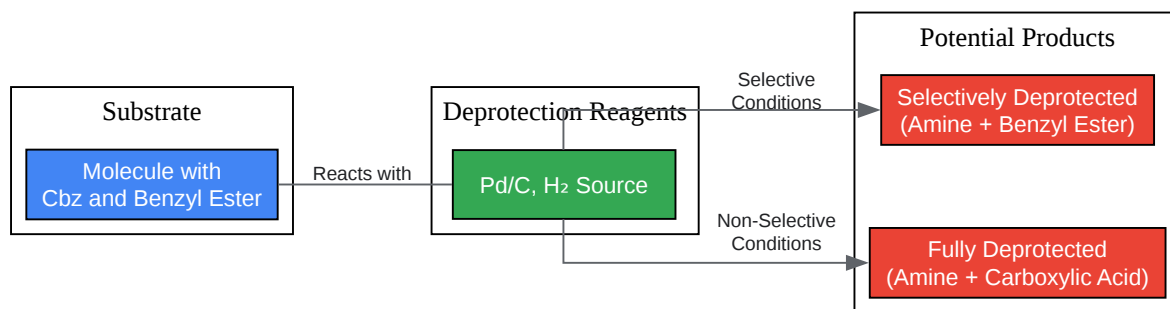 Substrate
Molecule with
Cbz and Benzyl Ester
Reacts with
Deprotection Reagents
Pd/C, H₂ Source
Selective
Conditions
Non-Selective
Conditions
Potential Products
Selectively Deprotected
(Amine + Benzyl Ester)
Fully Deprotected
(Amine + Carboxylic Acid)